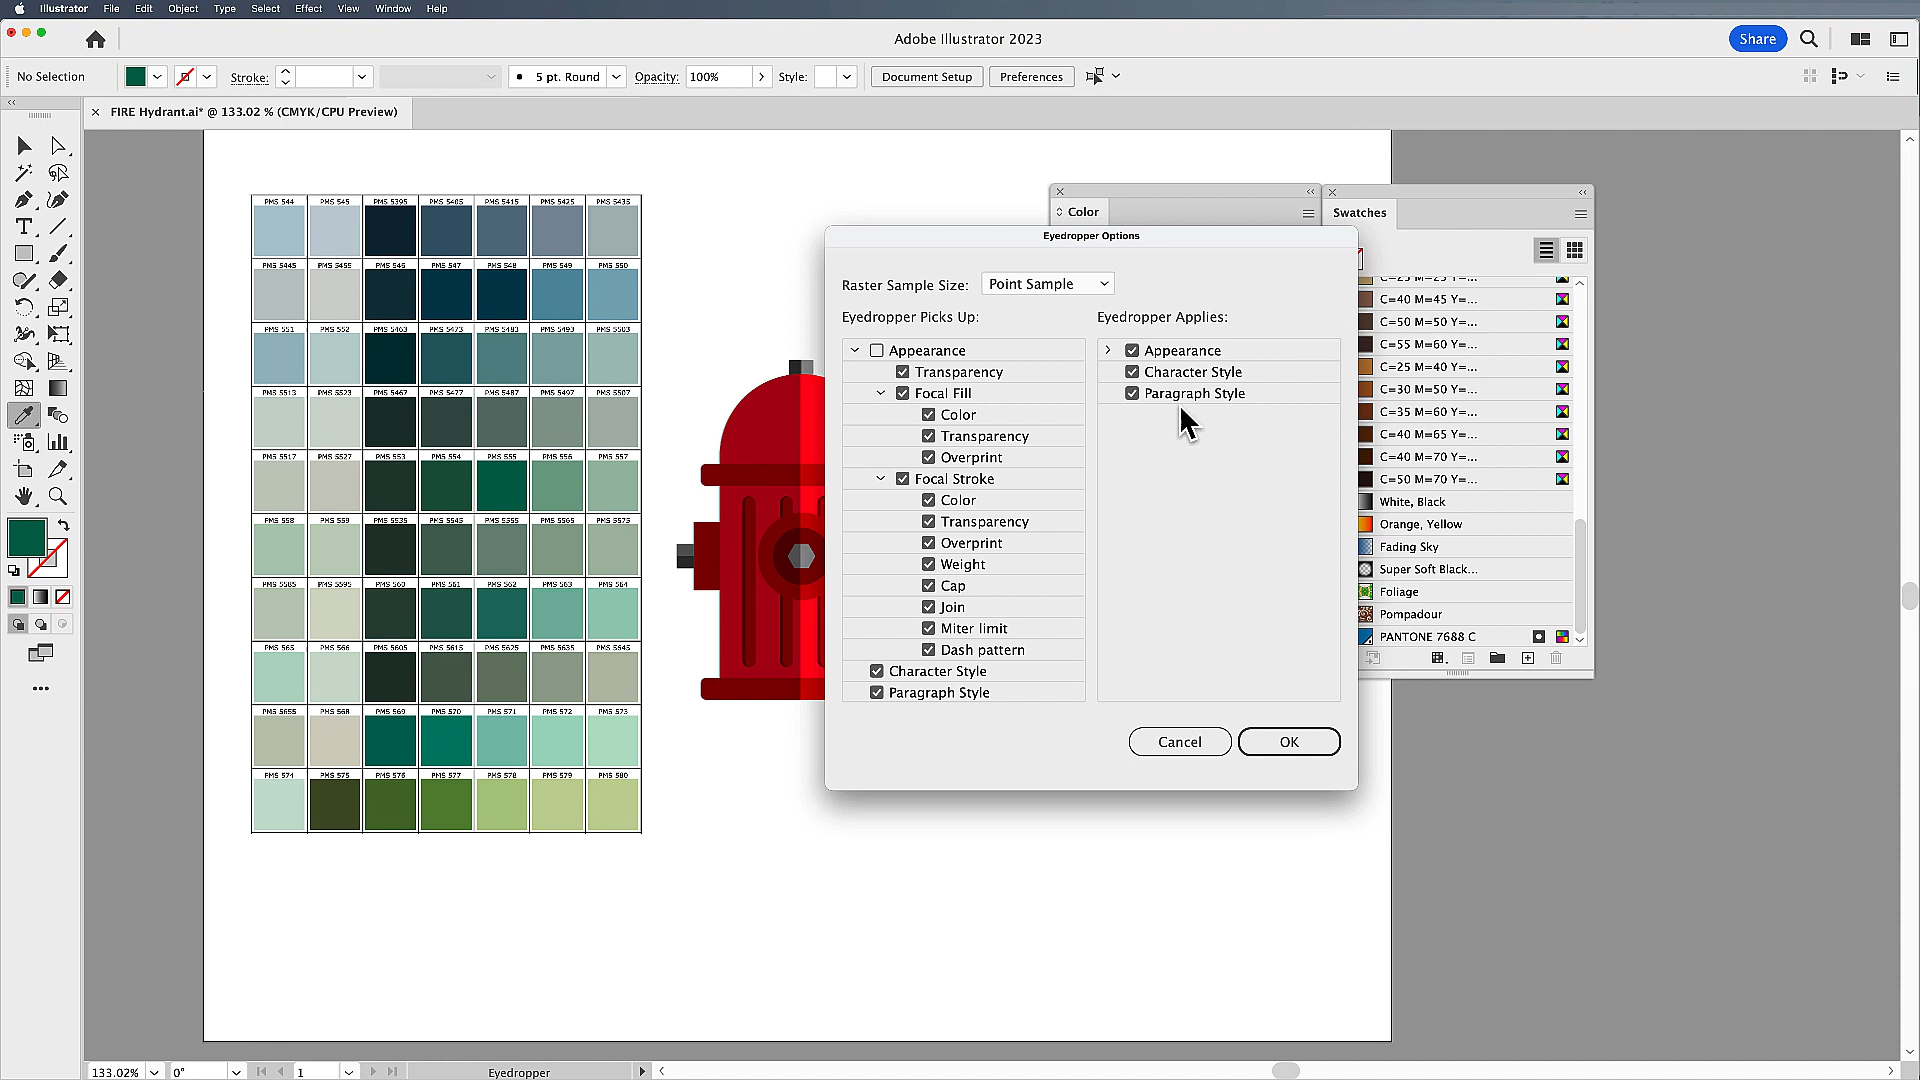 Illustrator File Edit Object Type Select Effect View Window Help
Adobe Illustrator 2023
Share
No Selection
Stroke:
5 pt. Round
Opacity: 100%
Style:
Document Setup
Preferences
FIRE Hydrant.ai* @ 133.02 % (CMYK/CPU Preview)
PMS 544 PMS 545 PMS 5395 PMS 5405 PMS 5415 PMS 5425 PMS 5435
PMS 5445 PMS 5455 PMS 546 PMS 547 PMS 548 PMS 549 PMS 550
PMS 551 PMS 552 PMS 5463 PMS 5473 PMS 5483 PMS 5493 PMS 5503
PMS 5513 PMS 5523 PMS 5467 PMS 5477 PMS 5487 PMS 5497 PMS 5507
PMS 5517 PMS 5527 PMS 553 PMS 554 PMS 555 PMS 556 PMS 557
PMS 558 PMS 559 PMS 5535 PMS 5545 PMS 5555 PMS 5565 PMS 5575
PMS 5585 PMS 5595 PMS 560 PMS 561 PMS 562 PMS 563 PMS 564
PMS 565 PMS 566 PMS 5605 PMS 5615 PMS 5625 PMS 5635 PMS 5645
PMS 5655 PMS 568 PMS 569 PMS 570 PMS 571 PMS 572 PMS 573
PMS 574 PMS 575 PMS 576 PMS 577 PMS 578 PMS 579 PMS 580
Color
Swatches
Eyedropper Options
Raster Sample Size: Point Sample
Eyedropper Picks Up:
Appearance
Transparency
Focal Fill
Color
Transparency
Overprint
Focal Stroke
Color
Transparency
Overprint
Weight
Cap
Join
Miter limit
Dash pattern
Character Style
Paragraph Style
Eyedropper Applies:
Appearance
Character Style
Paragraph Style
Cancel
OK
C=25 M=25 Y=...
C=40 M=45 Y=...
C=50 M=50 Y=...
C=55 M=60 Y=...
C=25 M=40 Y=...
C=30 M=50 Y=...
C=35 M=60 Y=...
C=40 M=65 Y=...
C=40 M=70 Y=...
C=50 M=70 Y=...
White, Black
Orange, Yellow
Fading Sky
Super Soft Black...
Foliage
Pompadour
PANTONE 7688 C
133.02% 0° 1 Eyedropper